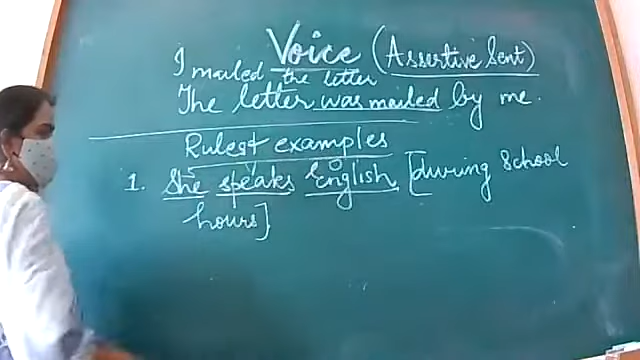 Voice (Assertive Sent)
I mailed the letter
The letter was mailed by me.
Rules+ examples
S V O
1. She speaks English [during School
hours]